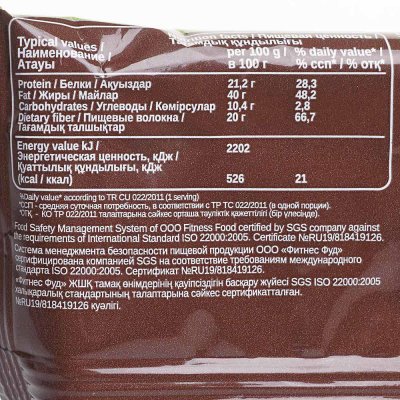 Typical values / per 100 g / % daily value* /
Наименование / в 100 г % ссп* / % отқ*
Атауы
Protein / Белки / Ақуыздар 21,2 г 28,3
Fat / Жиры / Майлар 40 г 48,2
Carbohydrates / Углеводы / Көмірсулар 10,4 г 2,8
Dietary fiber / Пищевые волокна / 20 г 66,7
Тағамдық талшықтар
Energy value kJ / 2202
Энергетическая ценность, кДж /
Қуаттылық құндылығы, кДж
(kcal / ккал) 526 21
%Daily value* according to TR CU 022/2011 (1 serving)
*ССП - средняя суточная потребность, в соответствии с ТР ТС 022/2011 (в одной порции).
*ОТҚ - КО ТР 022/2011 талаптарына сәйкес орташа тәуліктік қажеттілігі (бір үлесінде).
Food Safety Management System of OOO Fitness Food certified by SGS company against
the requirements of International Standard ISO 22000:2005. Certificate №RU19/818419126.
Система менеджмента безопасности пищевой продукции ООО «Фитнес Фуд»
сертифицирована компанией SGS на соответствие требованиям международного
стандарта ISO 22000:2005. Сертификат №RU19/818419126.
«Фитнес Фуд» ЖШҚ тамақ өнімдерінің қауіпсіздігін басқару жүйесі SGS ISO 22000:2005
халықаралық стандартының талаптарына сәйкес сертификатталған.
№RU19/818419126 куәлігі.